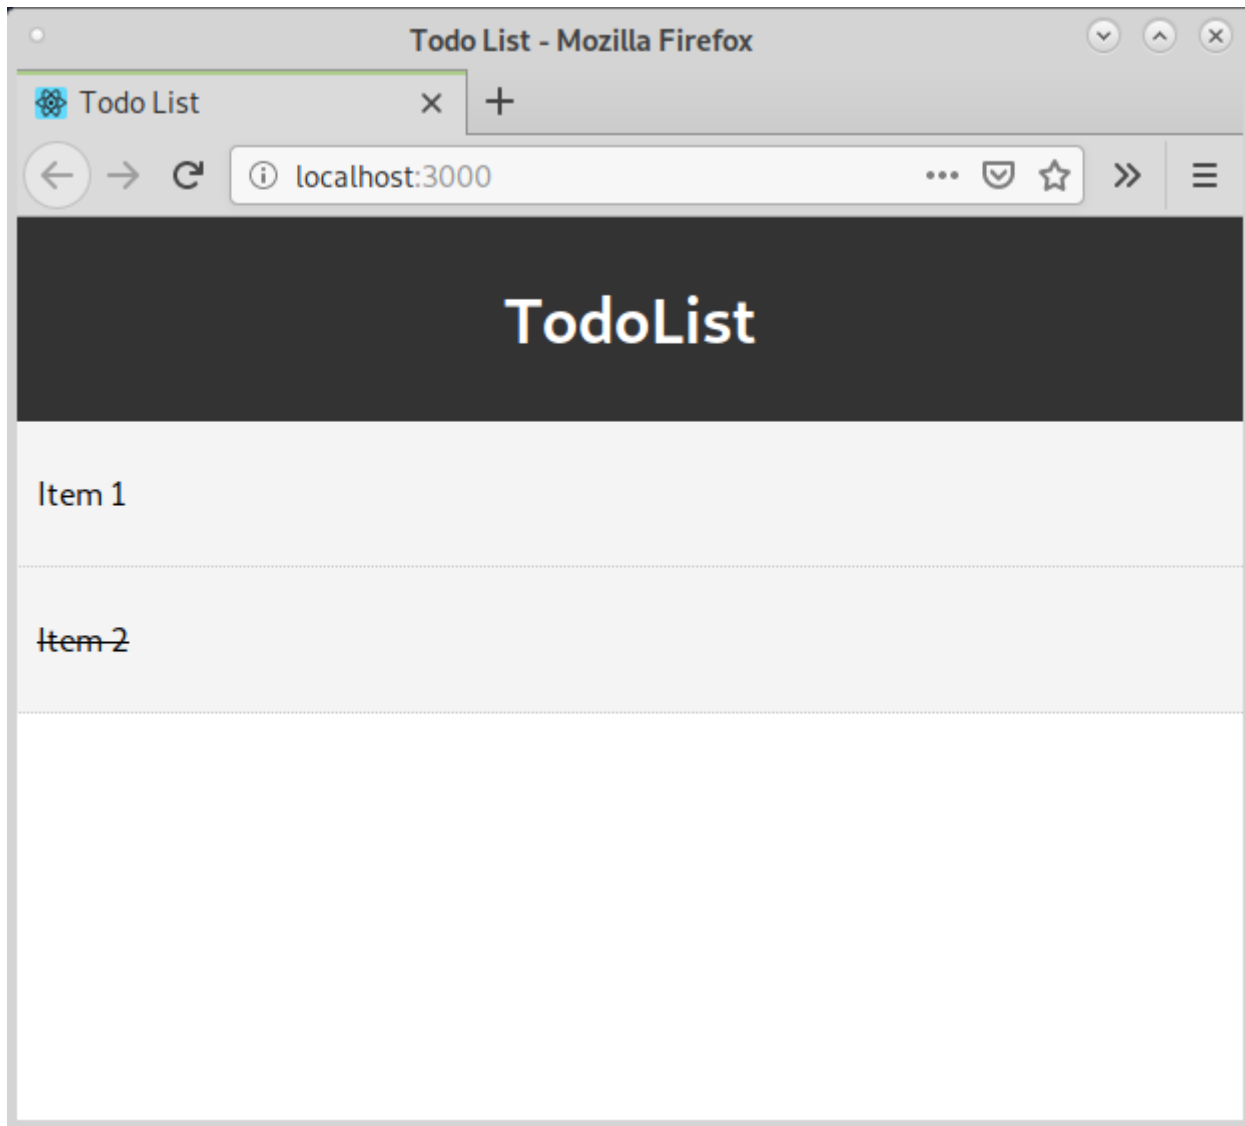 Todo List - Mozilla Firefox
Todo List
localhost:3000
TodoList
Item 1
Item 2